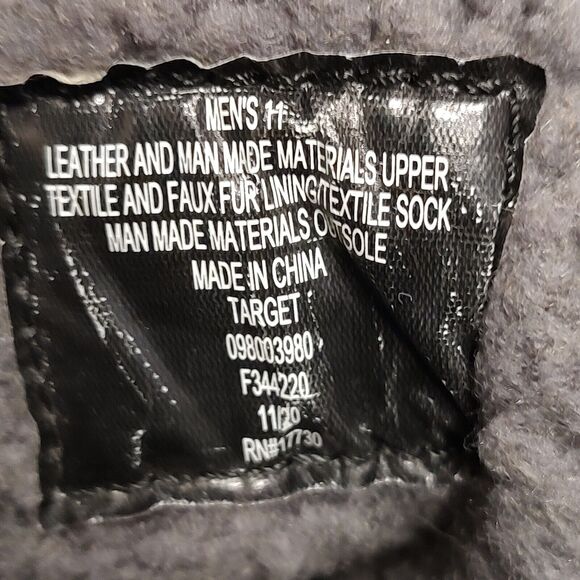 MEN'S 11
LEATHER AND MAN MADE MATERIALS UPPER
TEXTILE AND FAUX FUR LINING/TEXTILE SOCK
MAN MADE MATERIALS OUTSOLE
MADE IN CHINA
TARGET
098003980
F344220
11/20
RN#17730